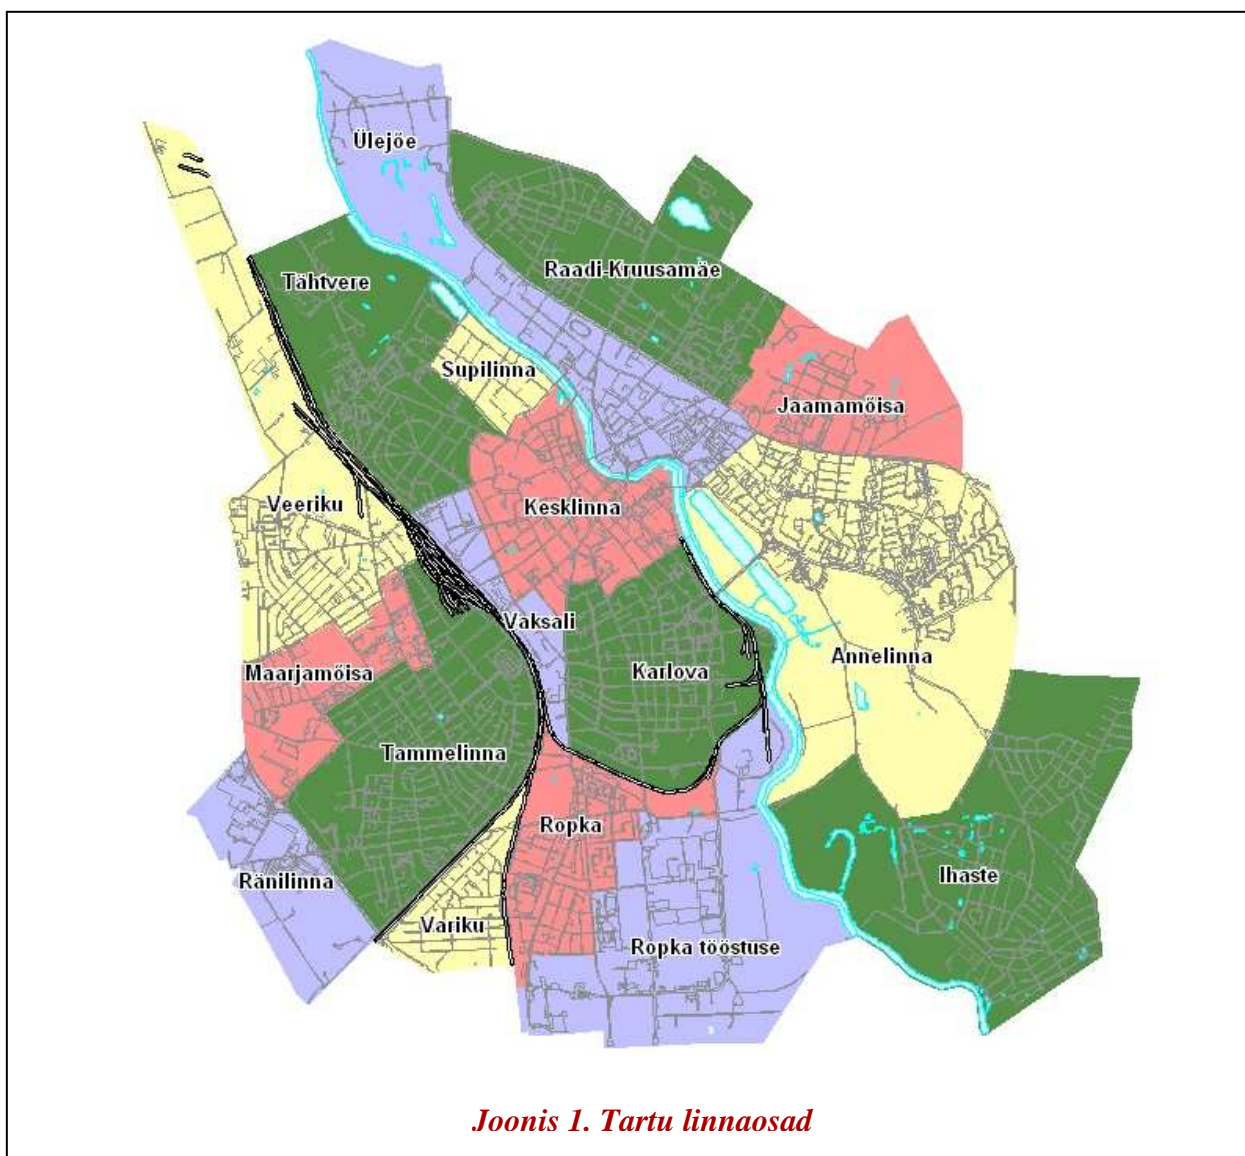 Ülejõe
Raadi-Kruusamäe
Tähtvere
Supilinna
Jaamamõisa
Veeriku
Kesklinna
Vaksali
Maarjamõisa
Karlova
Annelinna
Tammelinna
Ropka
Ränilinna
Ihaste
Variku
Ropka tööstuse
Joonis 1. Tartu linnaosad